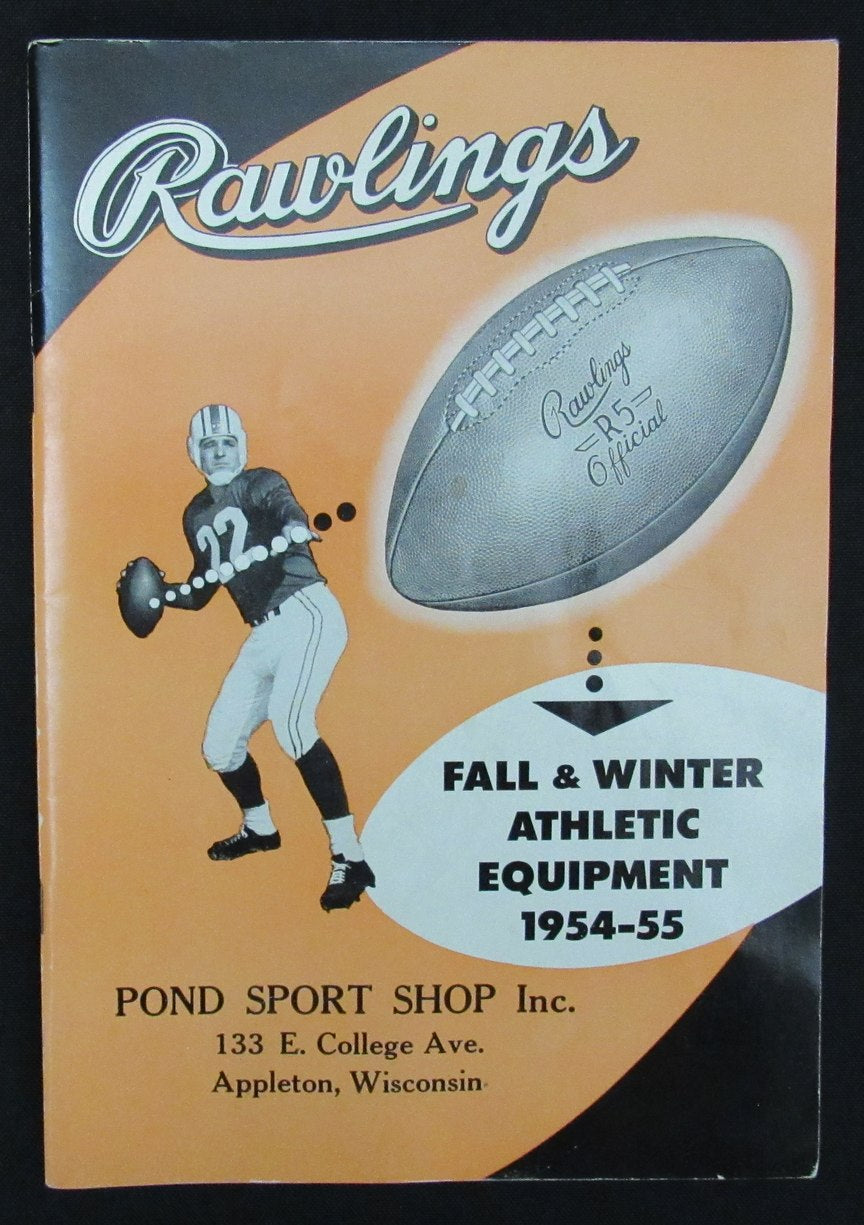 Rawlings
Rawlings
-R5-
Official
22
FALL & WINTER
ATHLETIC
EQUIPMENT
1954-55
POND SPORT SHOP Inc.
133 E. College Ave.
Appleton, Wisconsin.